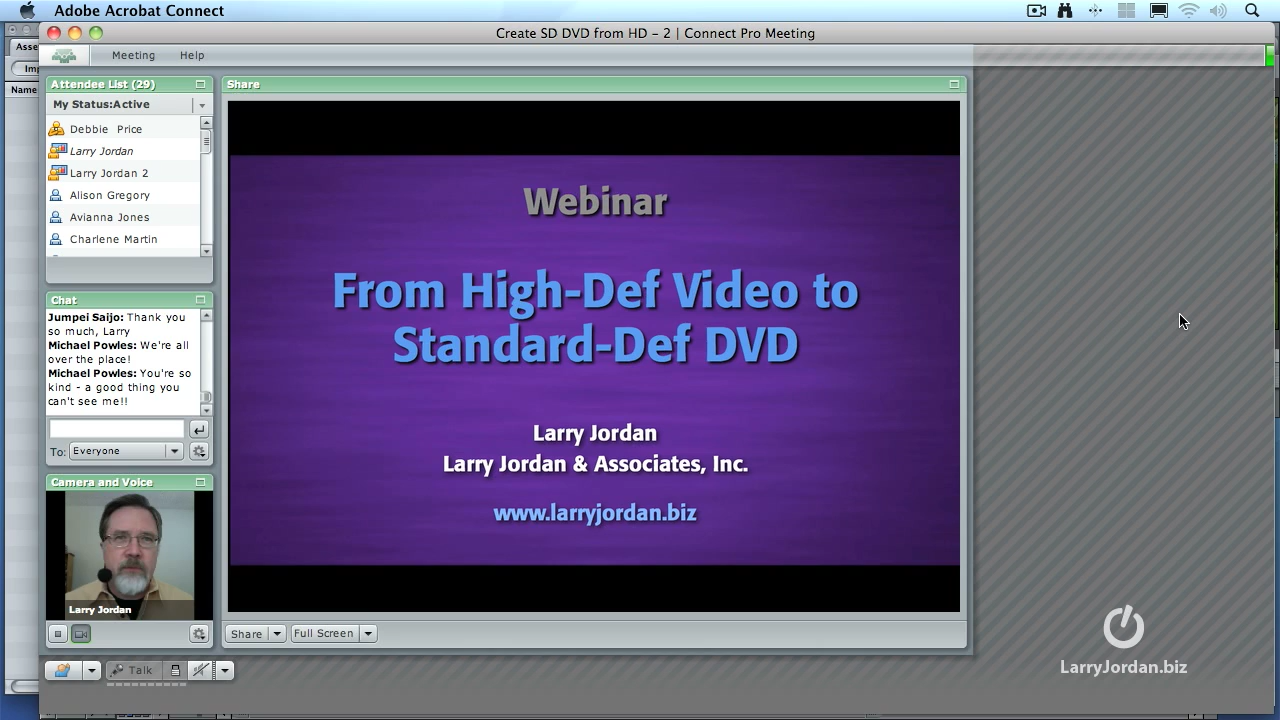 Adobe Acrobat Connect
Create SD DVD from HD - 2 | Connect Pro Meeting
Asse
Name
Meeting
Help
Attendee List (29)
My Status:Active
Debbie Price
Larry Jordan
Larry Jordan 2
Alison Gregory
Avianna Jones
Charlene Martin
Chat
Jumpei Saijo: Thank you
so much, Larry
Michael Powles: We're all
over the place!
Michael Powles: You're so
kind - a good thing you
can't see me!!
To: Everyone
Camera and Voice
Larry Jordan
Talk
Share
Webinar
From High-Def Video to
Standard-Def DVD
Larry Jordan
Larry Jordan & Associates, Inc.
www.larryjordan.biz
Share
Full Screen
LarryJordan.biz